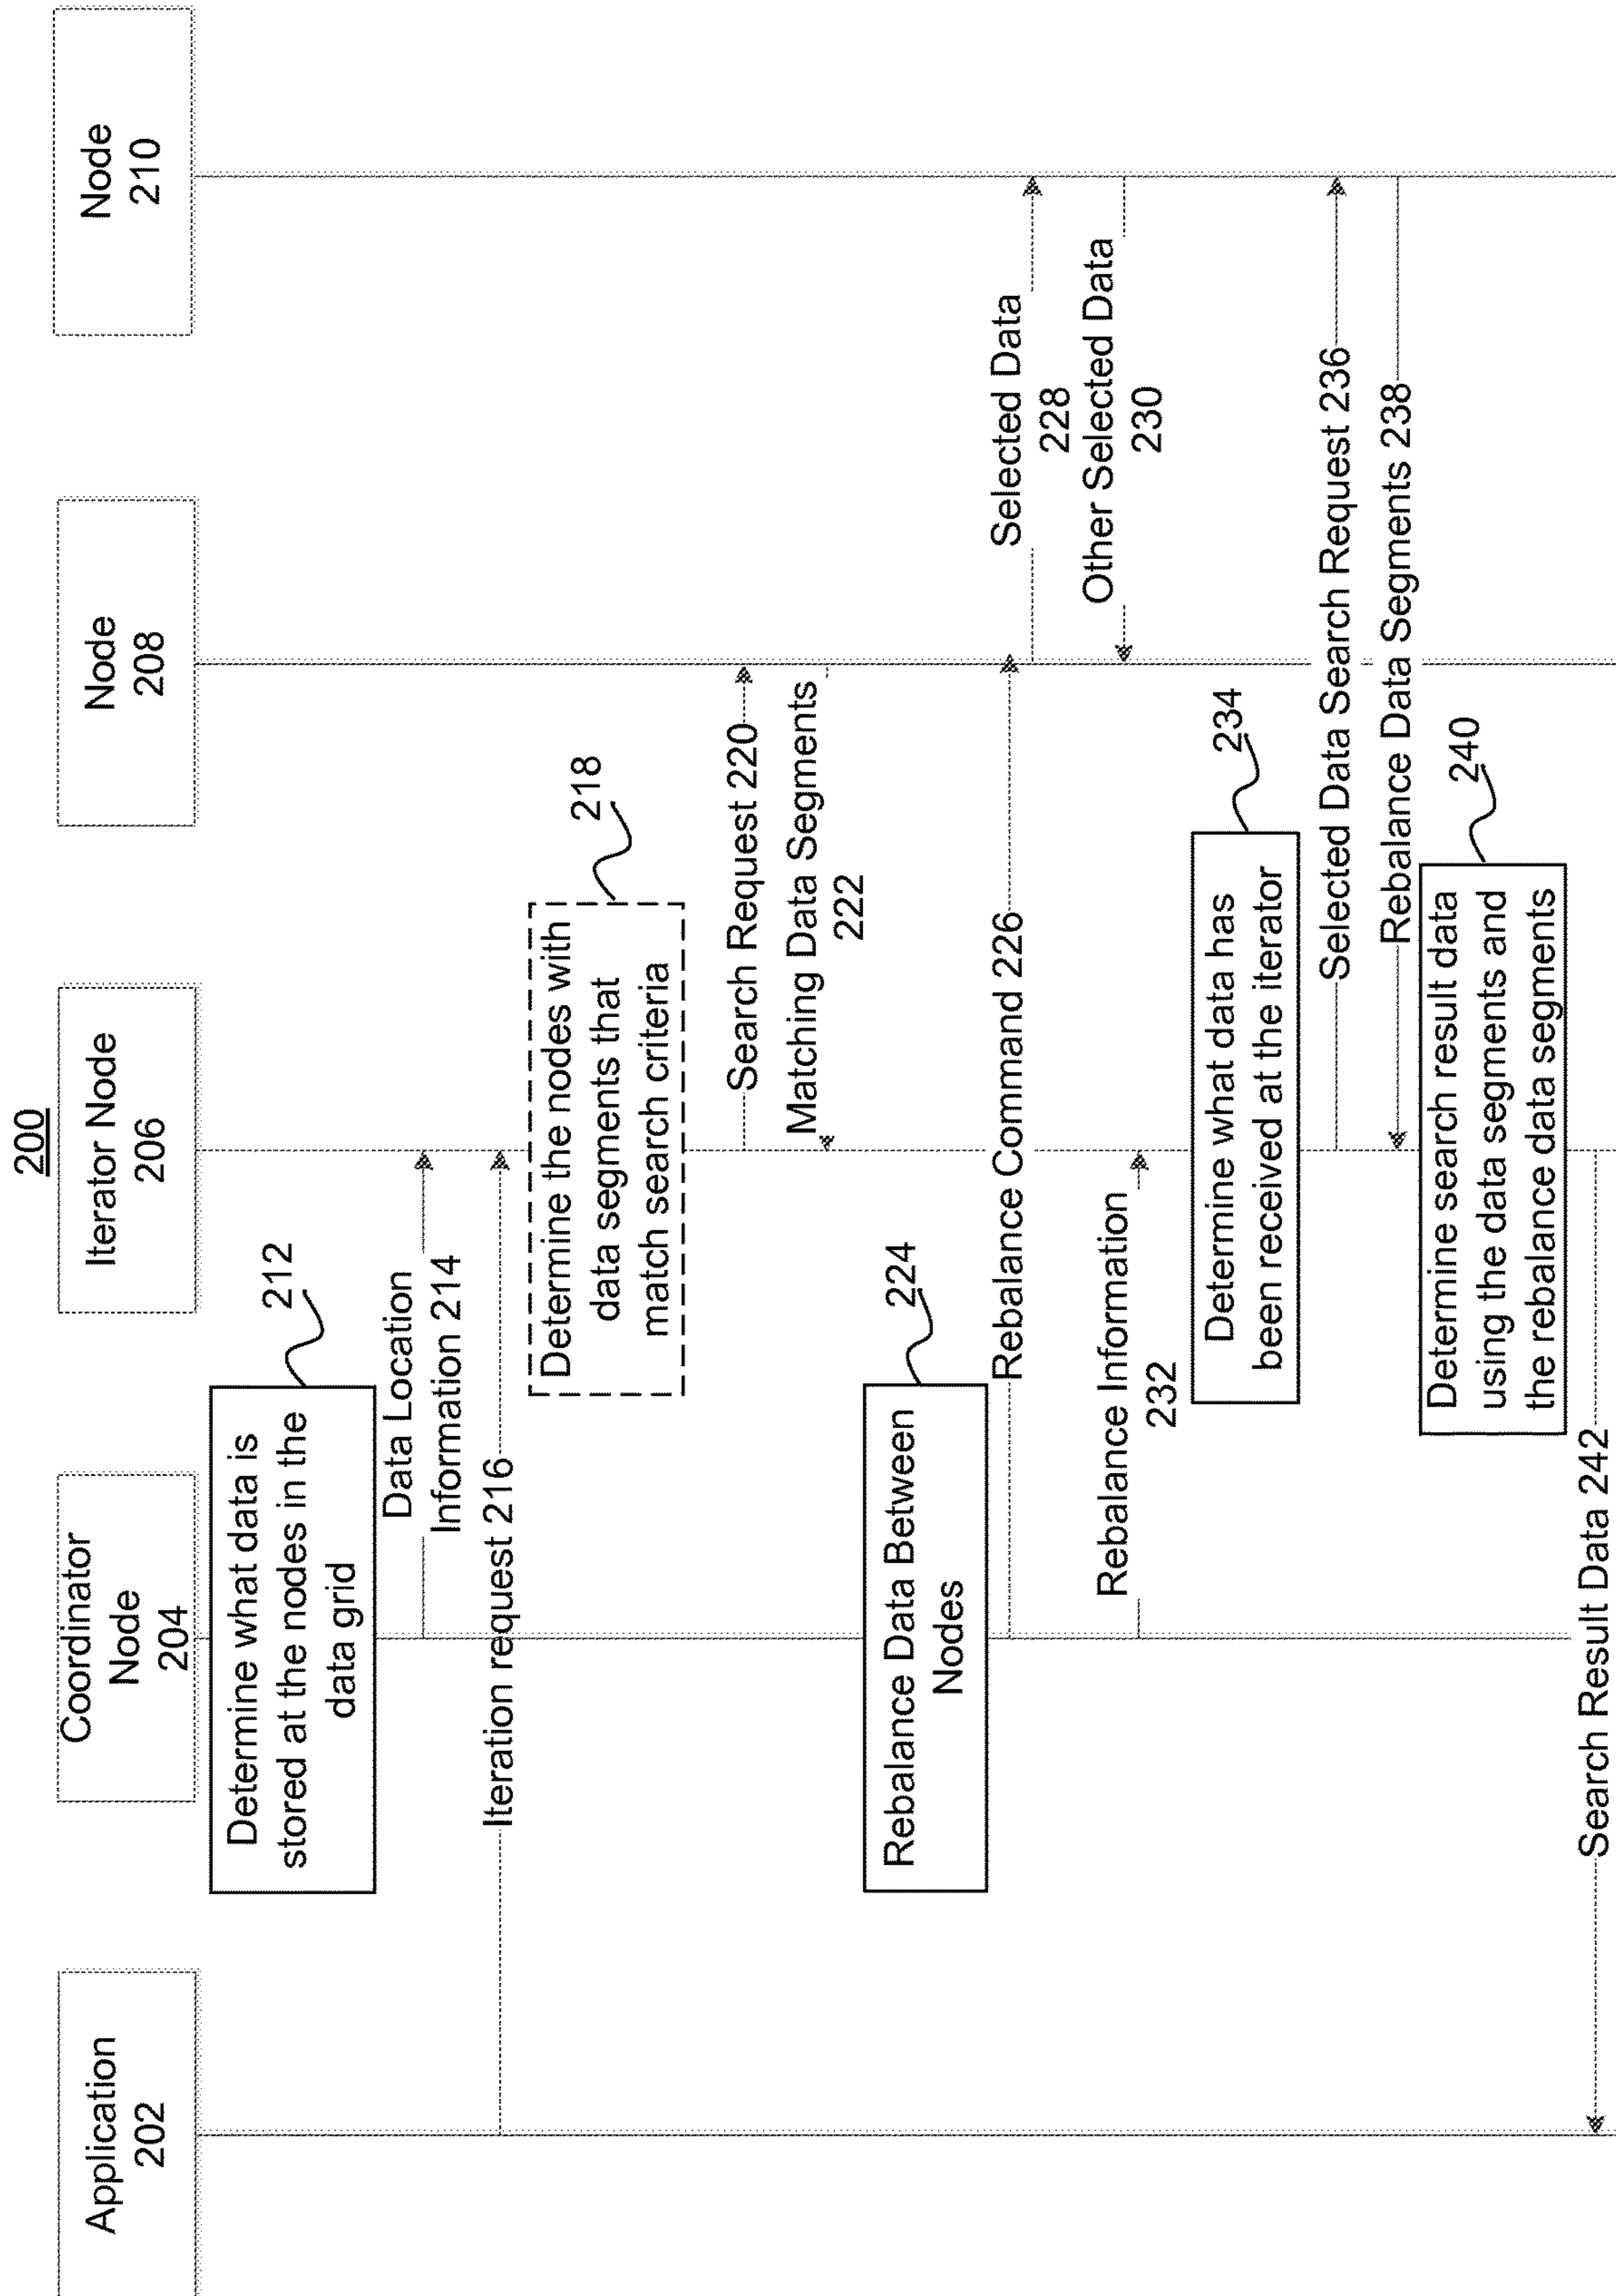 200
Application
202
Coordinator
Node
204
Iterator Node
206
Node
208
Node
210
Determine what data is
stored at the nodes in the
data grid
212
Data Location
Information 214
Iteration request 216
Determine the nodes with
data segments that
match search criteria
218
Search Request 220
Matching Data Segments
222
Rebalance Data Between
Nodes
224
Rebalance Command 226
Selected Data
228
Other Selected Data
230
Rebalance Information
232
Determine what data has
been received at the iterator
234
Selected Data Search Request 236
Rebalance Data Segments 238
Determine search result data
using the data segments and
the rebalance data segments
240
Search Result Data 242